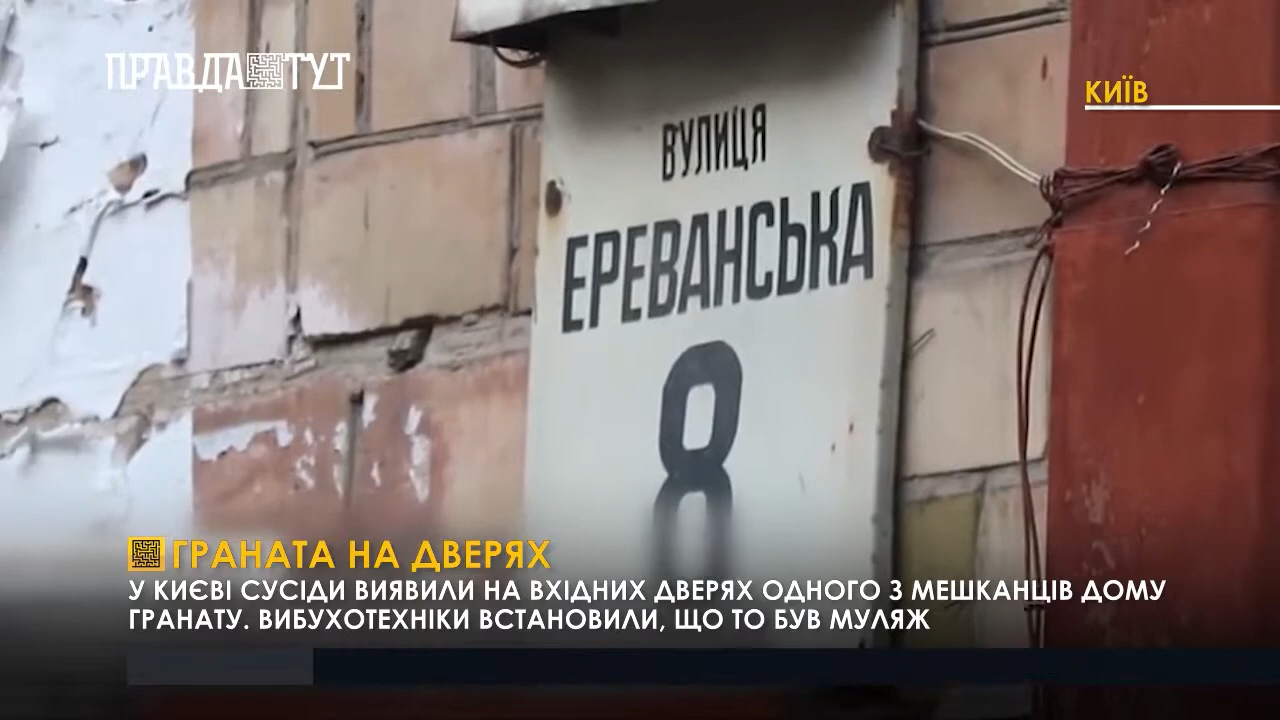 ПРАВДА ТУТ
КИЇВ
ВУЛИЦЯ
ЕРЕВАНСЬКА
8
ГРАНАТА НА ДВЕРЯХ
У КИЄВІ СУСІДИ ВИЯВИЛИ НА ВХІДНИХ ДВЕРЯХ ОДНОГО З МЕШКАНЦІВ ДОМУ
ГРАНАТУ. ВИБУХОТЕХНІКИ ВСТАНОВИЛИ, ЩО ТО БУВ МУЛЯЖ